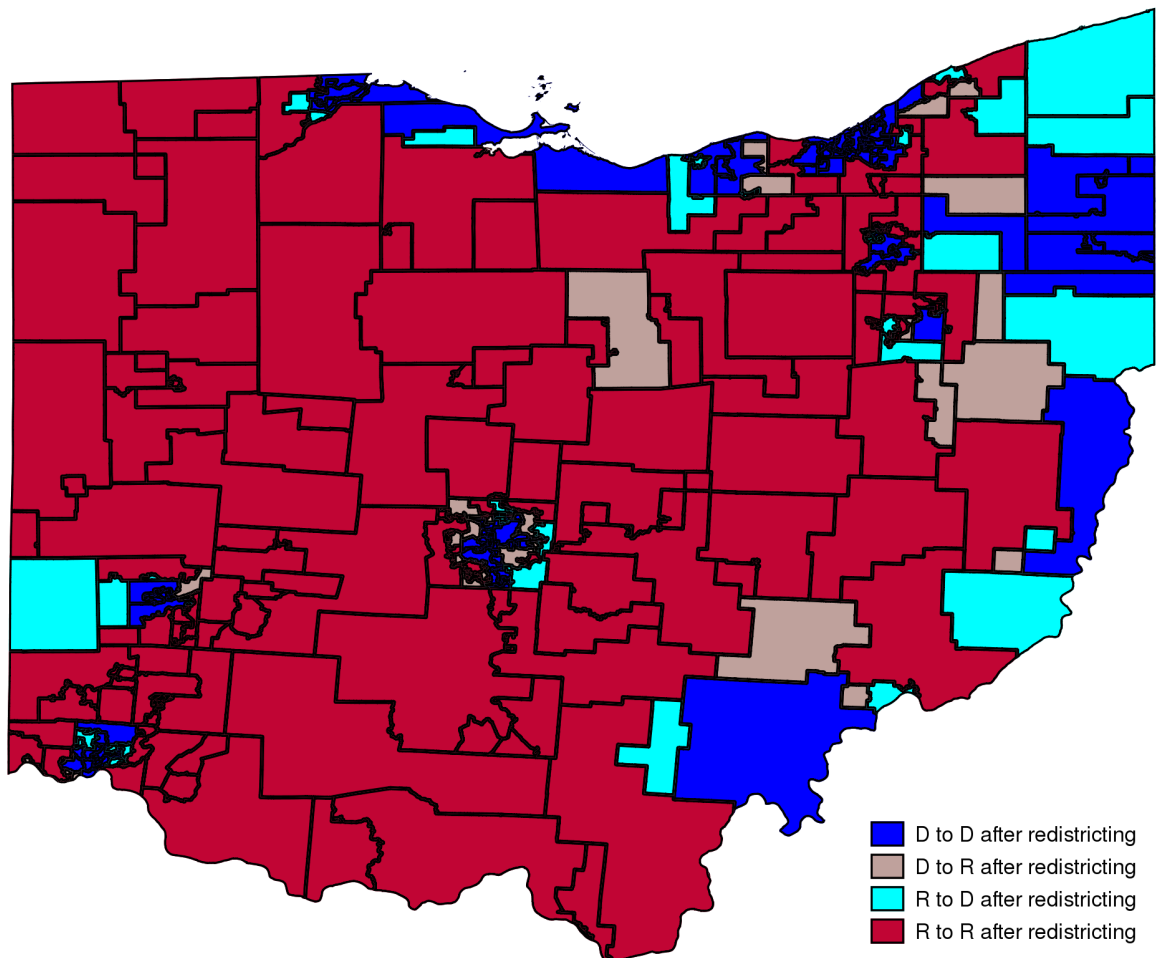 D to D after redistricting
D to R after redistricting
R to D after redistricting
R to R after redistricting